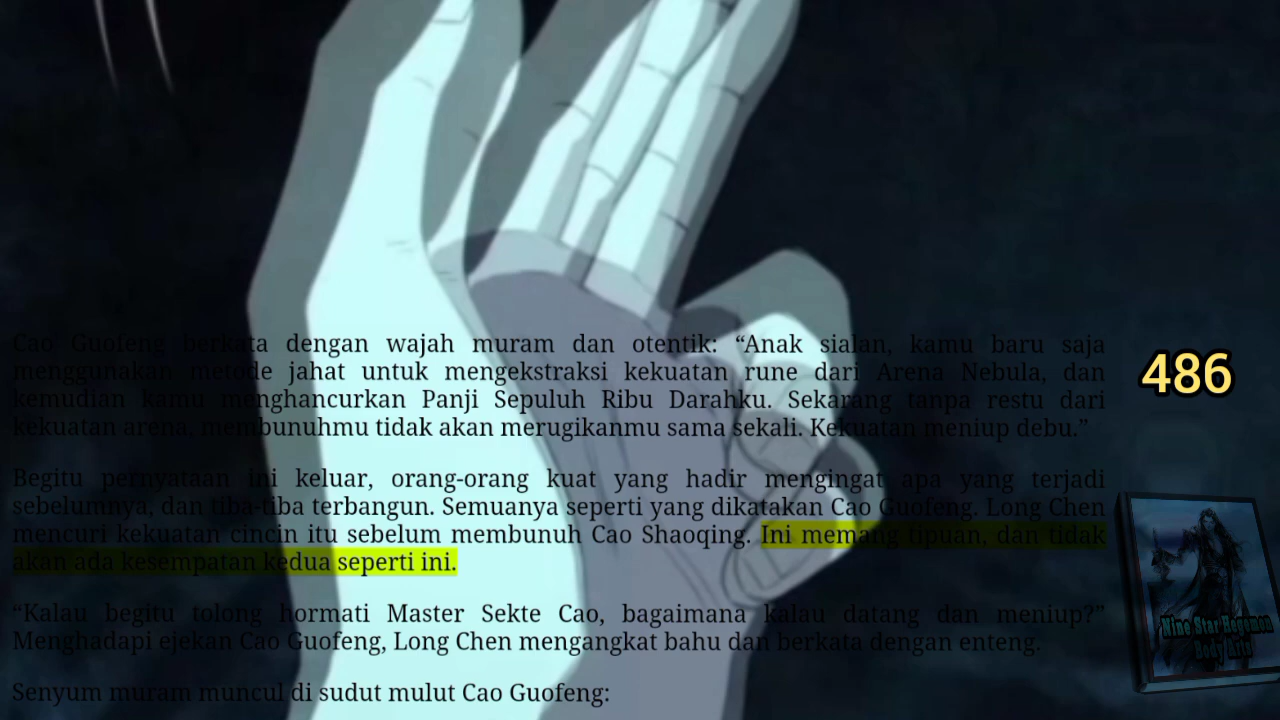 Cao Guofeng berkata dengan wajah muram dan otentik: “Anak sialan, kamu baru saja
menggunakan metode jahat untuk mengekstraksi kekuatan rune dari Arena Nebula, dan
kemudian kamu menghancurkan Panji Sepuluh Ribu Darahku. Sekarang tanpa restu dari
kekuatan arena, membunuhmu tidak akan merugikanmu sama sekali. Kekuatan meniup debu.”
486
Begitu pernyataan ini keluar, orang-orang kuat yang hadir mengingat apa yang terjadi
sebelumnya, dan tiba-tiba terbangun. Semuanya seperti yang dikatakan Cao Guofeng. Long Chen
mencuri kekuatan cincin itu sebelum membunuh Cao Shaoqing. Ini memang tipuan, dan tidak
akan ada kesempatan kedua seperti ini.
“Kalau begitu tolong hormati Master Sekte Cao, bagaimana kalau datang dan meniup?”
Menghadapi ejekan Cao Guofeng, Long Chen mengangkat bahu dan berkata dengan enteng.
Nine Star Hegemon
Body Arts
Senyum muram muncul di sudut mulut Cao Guofeng: